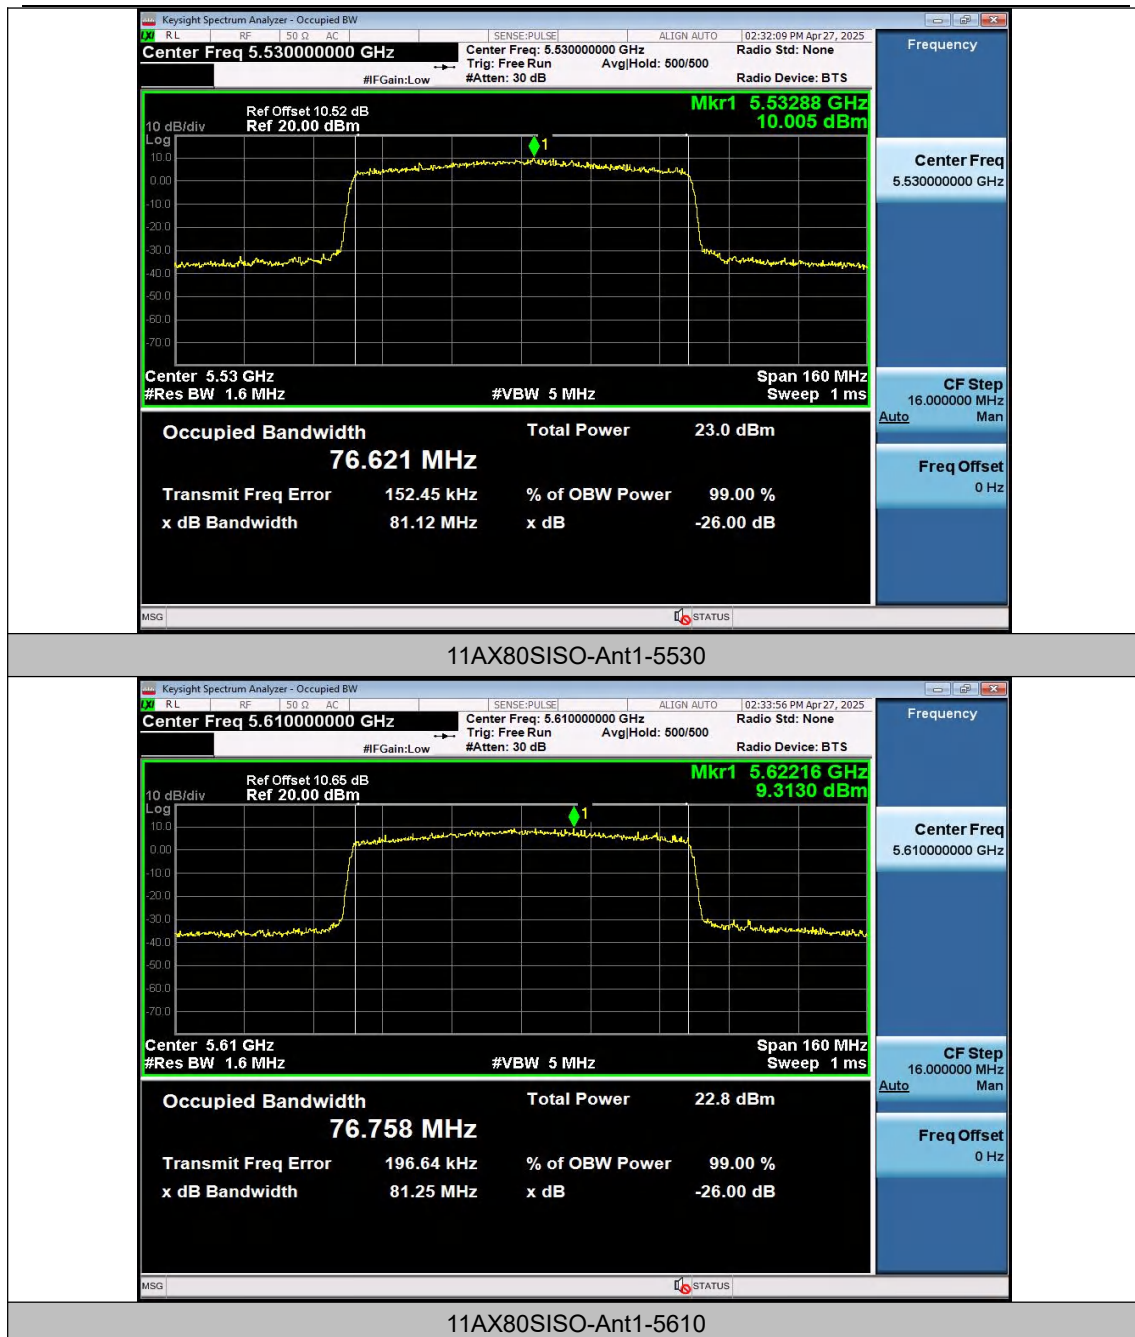 Keysight Spectrum Analyzer - Occupied BW
LXI RL RF 50 Ω AC SENSE:PULSE ALIGN AUTO 02:32:09 PM Apr 27, 2025
Center Freq 5.530000000 GHz
Center Freq: 5.530000000 GHz Radio Std: None
Trig: Free Run Avg|Hold: 500/500
#IFGain:Low #Atten: 30 dB Radio Device: BTS
Frequency
Mkr1 5.53288 GHz
10.005 dBm
Ref Offset 10.52 dB
10 dB/div Ref 20.00 dBm
Log
10.0
0.00
-10.0
-20.0
-30.0
-40.0
-50.0
-60.0
-70.0
1
Center 5.53 GHz Span 160 MHz
#Res BW 1.6 MHz #VBW 5 MHz Sweep 1 ms
Center Freq
5.530000000 GHz
CF Step
16.000000 MHz
Auto Man
Freq Offset
0 Hz
Occupied Bandwidth Total Power 23.0 dBm
76.621 MHz
Transmit Freq Error 152.45 kHz % of OBW Power 99.00 %
x dB Bandwidth 81.12 MHz x dB -26.00 dB
MSG STATUS
11AX80SISO-Ant1-5530
Keysight Spectrum Analyzer - Occupied BW
LXI RL RF 50 Ω AC SENSE:PULSE ALIGN AUTO 02:33:56 PM Apr 27, 2025
Center Freq 5.610000000 GHz
Center Freq: 5.610000000 GHz Radio Std: None
Trig: Free Run Avg|Hold: 500/500
#IFGain:Low #Atten: 30 dB Radio Device: BTS
Frequency
Mkr1 5.62216 GHz
9.3130 dBm
Ref Offset 10.65 dB
10 dB/div Ref 20.00 dBm
Log
10.0
0.00
-10.0
-20.0
-30.0
-40.0
-50.0
-60.0
-70.0
1
Center 5.61 GHz Span 160 MHz
#Res BW 1.6 MHz #VBW 5 MHz Sweep 1 ms
Center Freq
5.610000000 GHz
CF Step
16.000000 MHz
Auto Man
Freq Offset
0 Hz
Occupied Bandwidth Total Power 22.8 dBm
76.758 MHz
Transmit Freq Error 196.64 kHz % of OBW Power 99.00 %
x dB Bandwidth 81.25 MHz x dB -26.00 dB
MSG STATUS
11AX80SISO-Ant1-5610